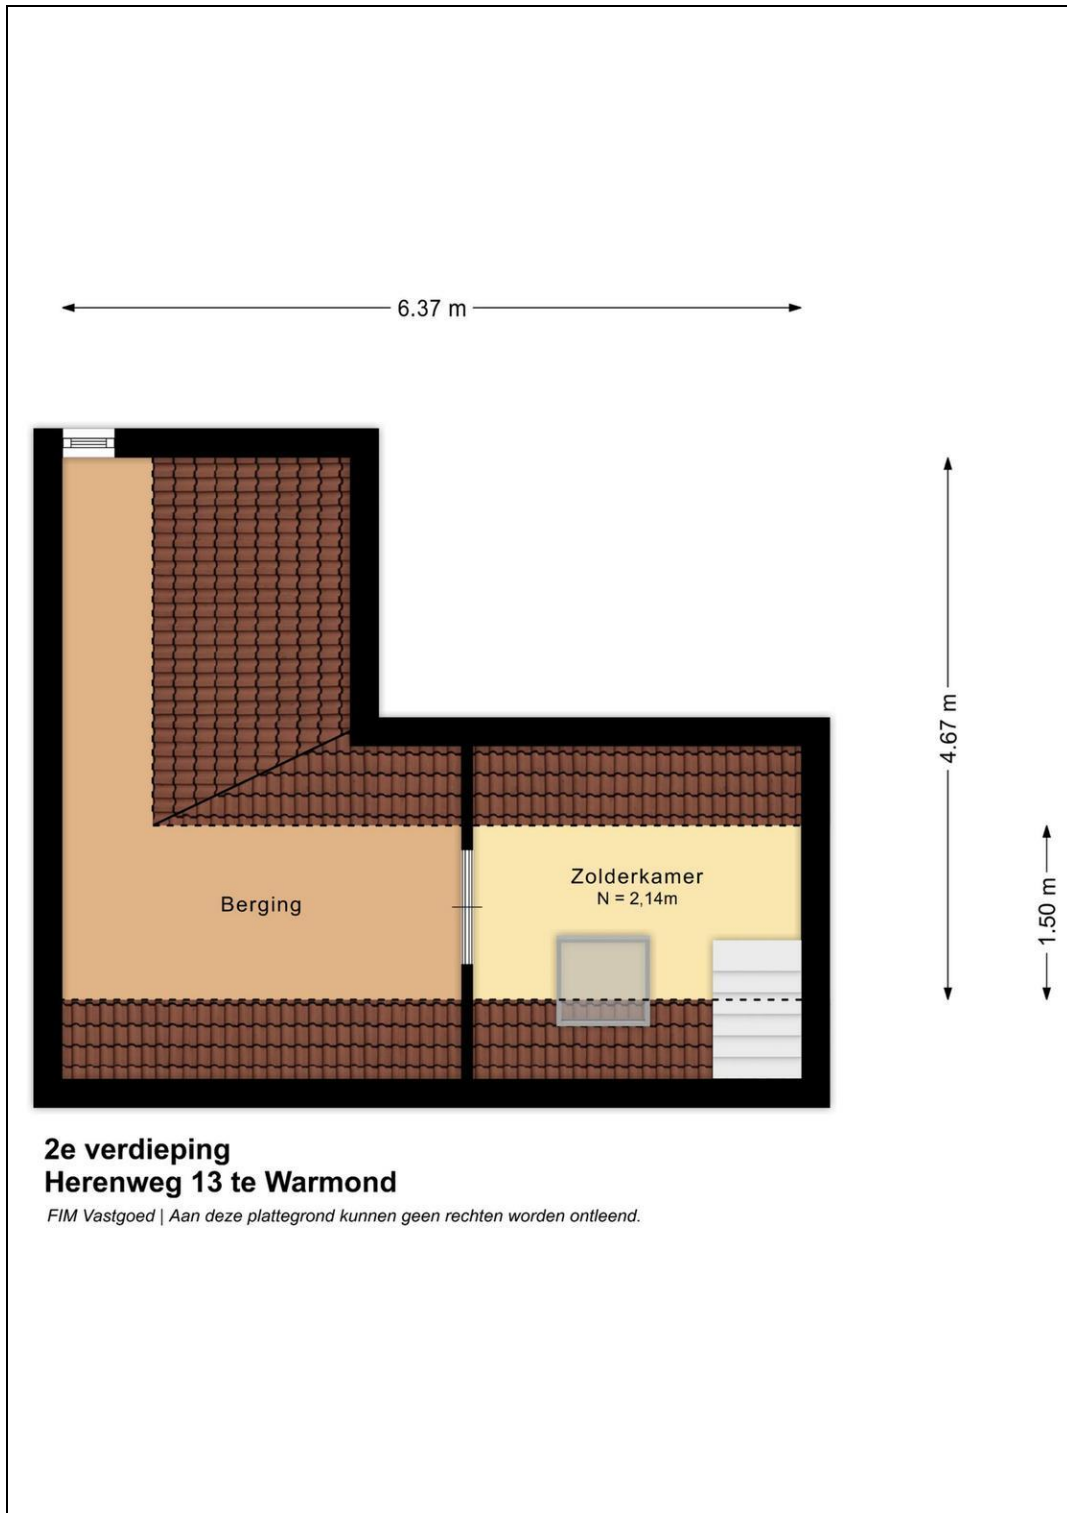 6.37 m
4.67 m
1.50 m
Zolderkamer
N = 2,14m
Berging
2e verdieping
Herenweg 13 te Warmond
FIM Vastgoed | Aan deze plattegrond kunnen geen rechten worden ontleend.